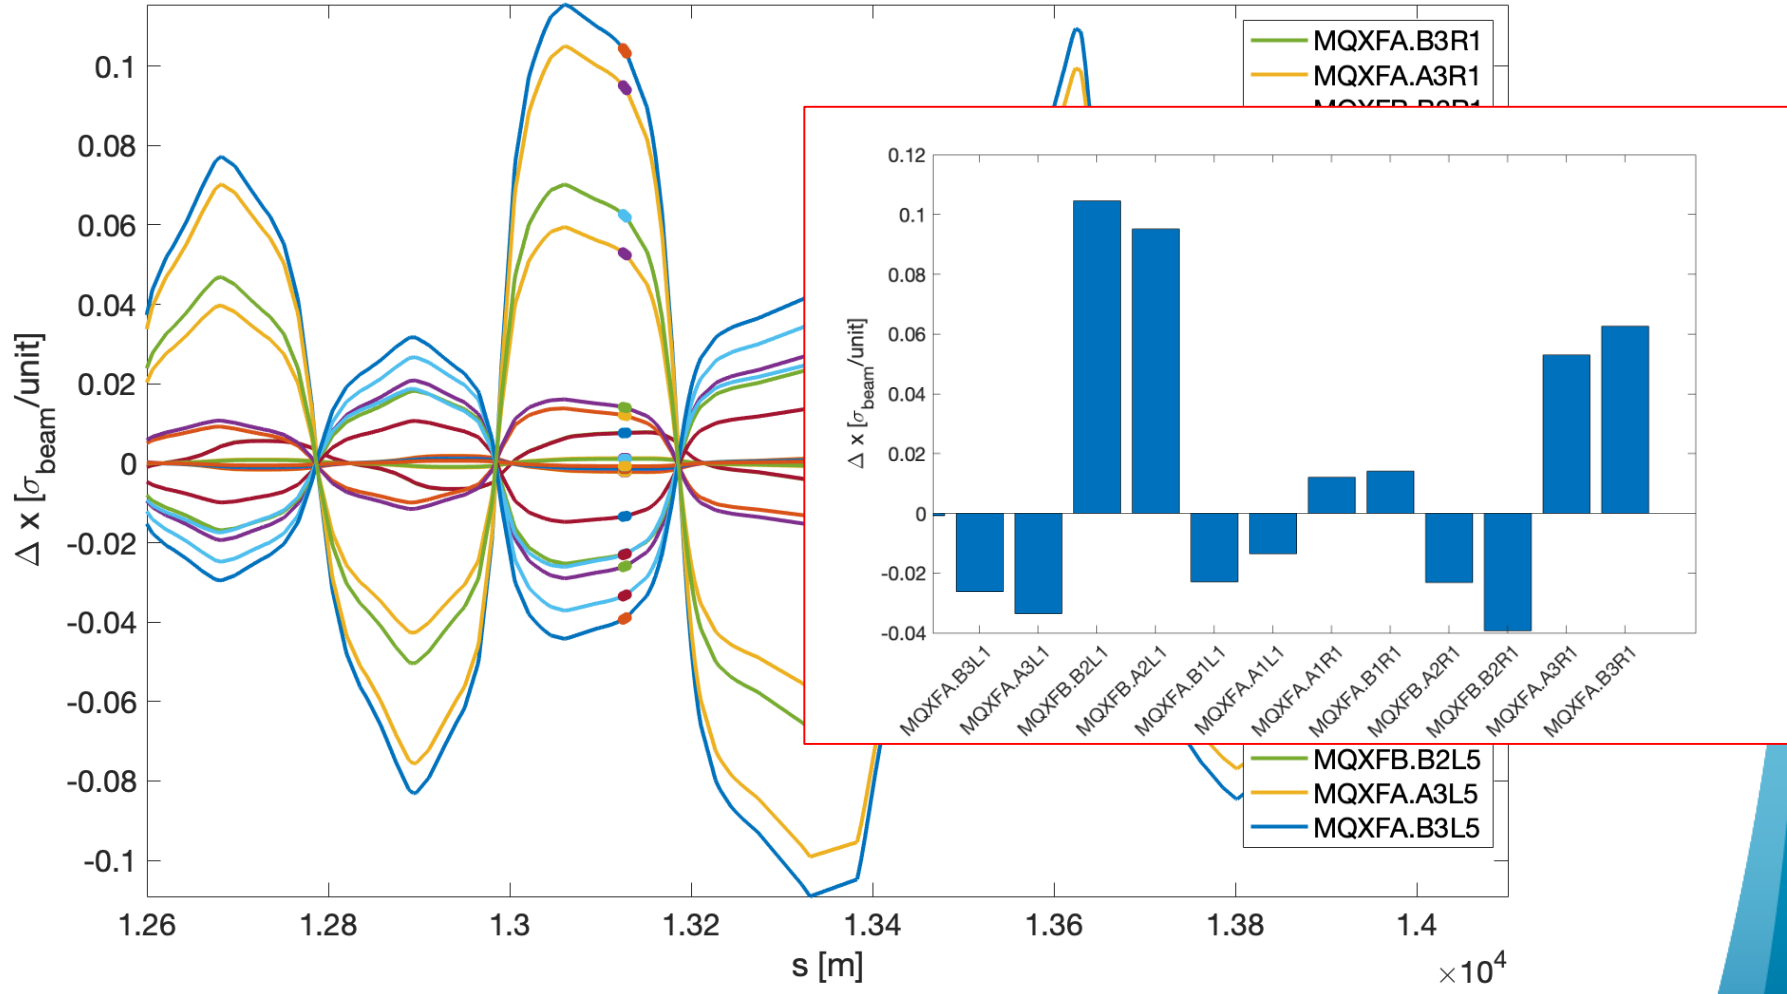 0.1
0.08
0.06
0.04
0.02
0
-0.02
-0.04
-0.06
-0.08
-0.1
Δ x [σbeam/unit]
1.26
1.28
1.3
1.32
1.34
1.36
1.38
1.4
s [m]
×10⁴
MQXFA.B3R1
MQXFA.A3R1
MQXFB.B2L5
MQXFA.A3L5
MQXFA.B3L5
0.12
0.1
0.08
0.06
0.04
0.02
0
-0.02
-0.04
Δ x [σbeam/unit]
MQXFA.B3L1
MQXFA.A3L1
MQXFB.B2L1
MQXFB.A2L1
MQXFA.B1L1
MQXFA.A1L1
MQXFA.A1R1
MQXFA.B1R1
MQXFB.A2R1
MQXFB.B2R1
MQXFA.A3R1
MQXFA.B3R1